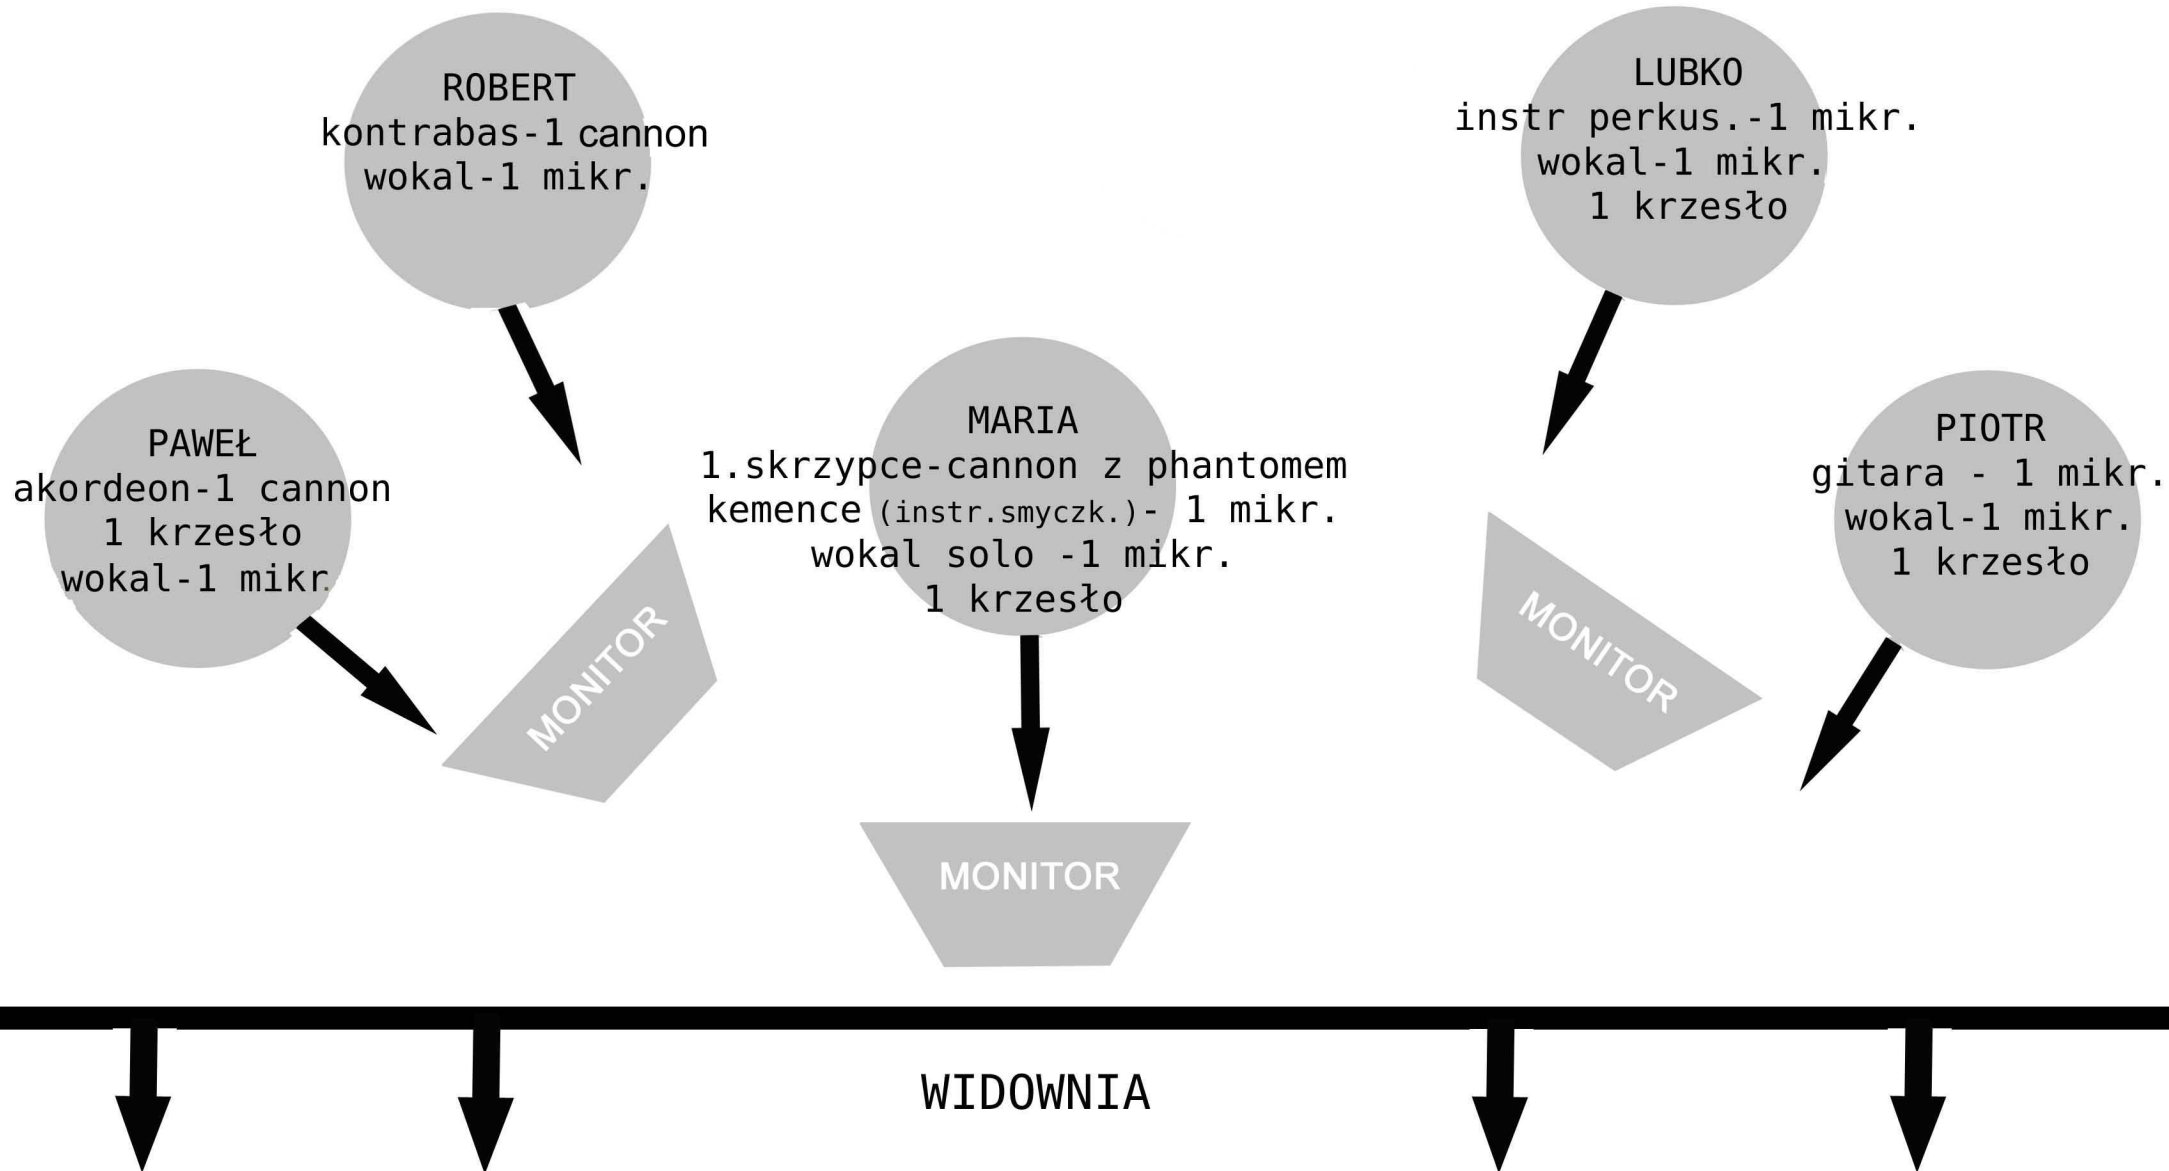 ROBERT
kontrabas-1 cannon
wokal-1 mikr.
LUBKO
instr perkus.-1 mikr.
wokal-1 mikr.
1 krzesło
PAWEŁ
akordeon-1 cannon
1 krzesło
wokal-1 mikr.
MARIA
1.skrzypce-cannon z phantomem
kemence (instr.smyczk.)- 1 mikr.
wokal solo -1 mikr.
1 krzesło
PIOTR
gitara - 1 mikr.
wokal-1 mikr.
1 krzesło
MONITOR
MONITOR
MONITOR
WIDOWNIA